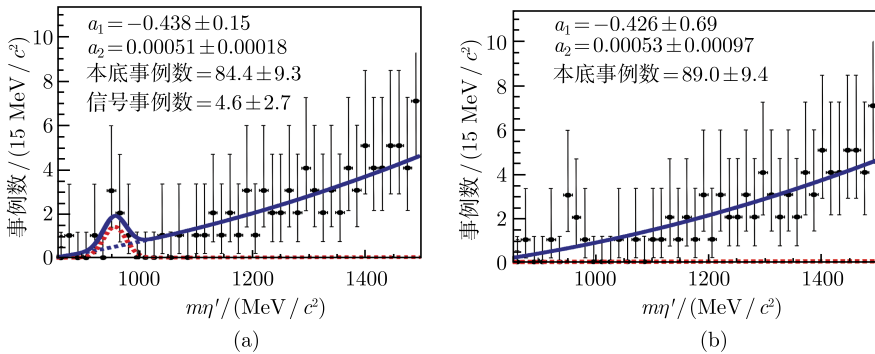 a₁=−0.438±0.15
a₂=0.00051±0.00018
本底事例数=84.4±9.3
信号事例数=4.6±2.7
事例数/(15 MeV/c²)
10
8
6
4
2
0
1000
1200
1400
mη′/(MeV/c²)
(a)
a₁=−0.426±0.69
a₂=0.00053±0.00097
本底事例数=89.0±9.4
事例数/(15 MeV/c²)
10
8
6
4
2
0
1000
1200
1400
mη′/(MeV/c²)
(b)